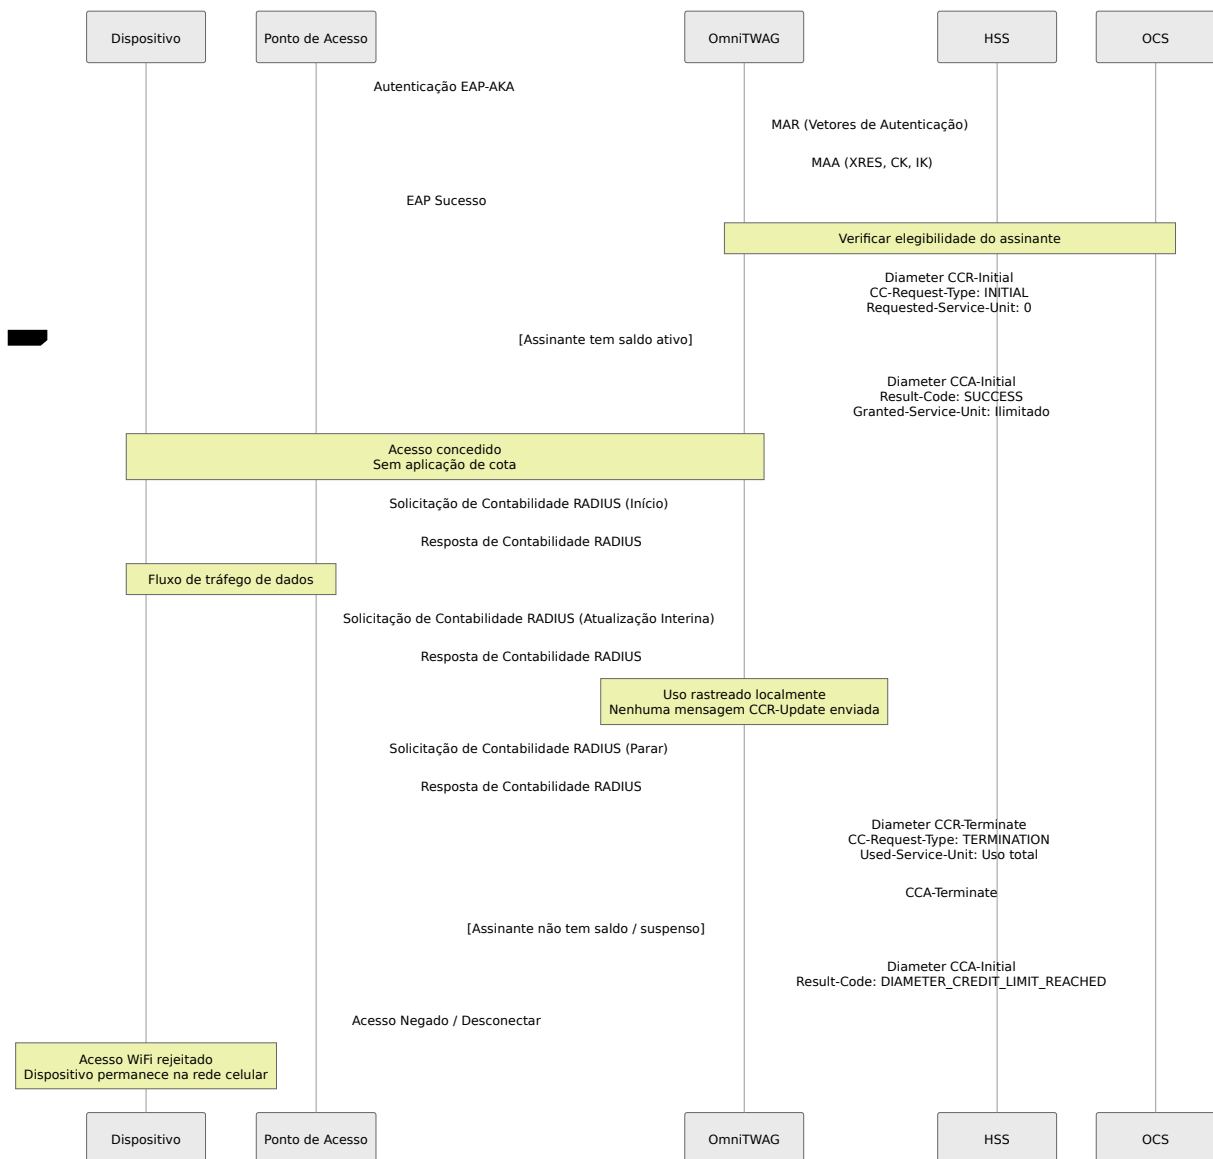 Dispositivo
Ponto de Acesso
OmniTWAG
HSS
OCS
Autenticação EAP-AKA
MAR (Vetores de Autenticação)
MAA (XRES, CK, IK)
EAP Sucesso
Verificar elegibilidade do assinante
Diameter CCR-Initial
CC-Request-Type: INITIAL
Requested-Service-Unit: 0
[Assinante tem saldo ativo]
Diameter CCA-Initial
Result-Code: SUCCESS
Granted-Service-Unit: Ilimitado
Acesso concedido
Sem aplicação de cota
Solicitação de Contabilidade RADIUS (Início)
Resposta de Contabilidade RADIUS
Fluxo de tráfego de dados
Solicitação de Contabilidade RADIUS (Atualização Interina)
Resposta de Contabilidade RADIUS
Uso rastreado localmente
Nenhuma mensagem CCR-Update enviada
Solicitação de Contabilidade RADIUS (Parar)
Resposta de Contabilidade RADIUS
Diameter CCR-Terminate
CC-Request-Type: TERMINATION
Used-Service-Unit: Uso total
CCA-Terminate
[Assinante não tem saldo / suspenso]
Diameter CCA-Initial
Result-Code: DIAMETER_CREDIT_LIMIT_REACHED
Acesso Negado / Desconectar
Acesso WiFi rejeitado
Dispositivo permanece na rede celular
Dispositivo
Ponto de Acesso
OmniTWAG
HSS
OCS